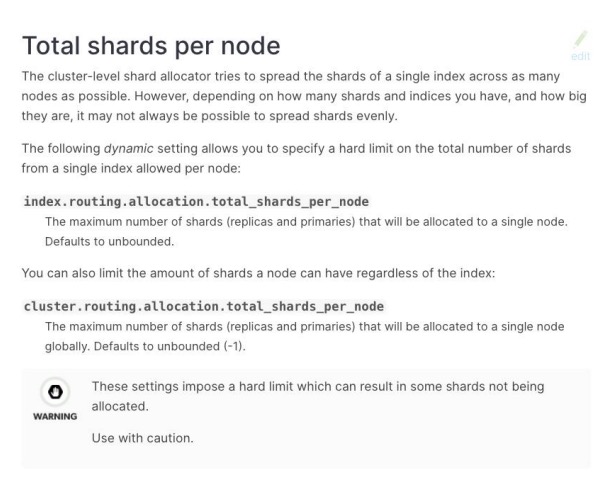 Total shards per node
edit
The cluster-level shard allocator tries to spread the shards of a single index across as many
nodes as possible. However, depending on how many shards and indices you have, and how big
they are, it may not always be possible to spread shards evenly.
The following dynamic setting allows you to specify a hard limit on the total number of shards
from a single index allowed per node:
index.routing.allocation.total_shards_per_node
The maximum number of shards (replicas and primaries) that will be allocated to a single node.
Defaults to unbounded.
You can also limit the amount of shards a node can have regardless of the index:
cluster.routing.allocation.total_shards_per_node
The maximum number of shards (replicas and primaries) that will be allocated to a single node
globally. Defaults to unbounded (-1).
These settings impose a hard limit which can result in some shards not being
allocated.
WARNING
Use with caution.